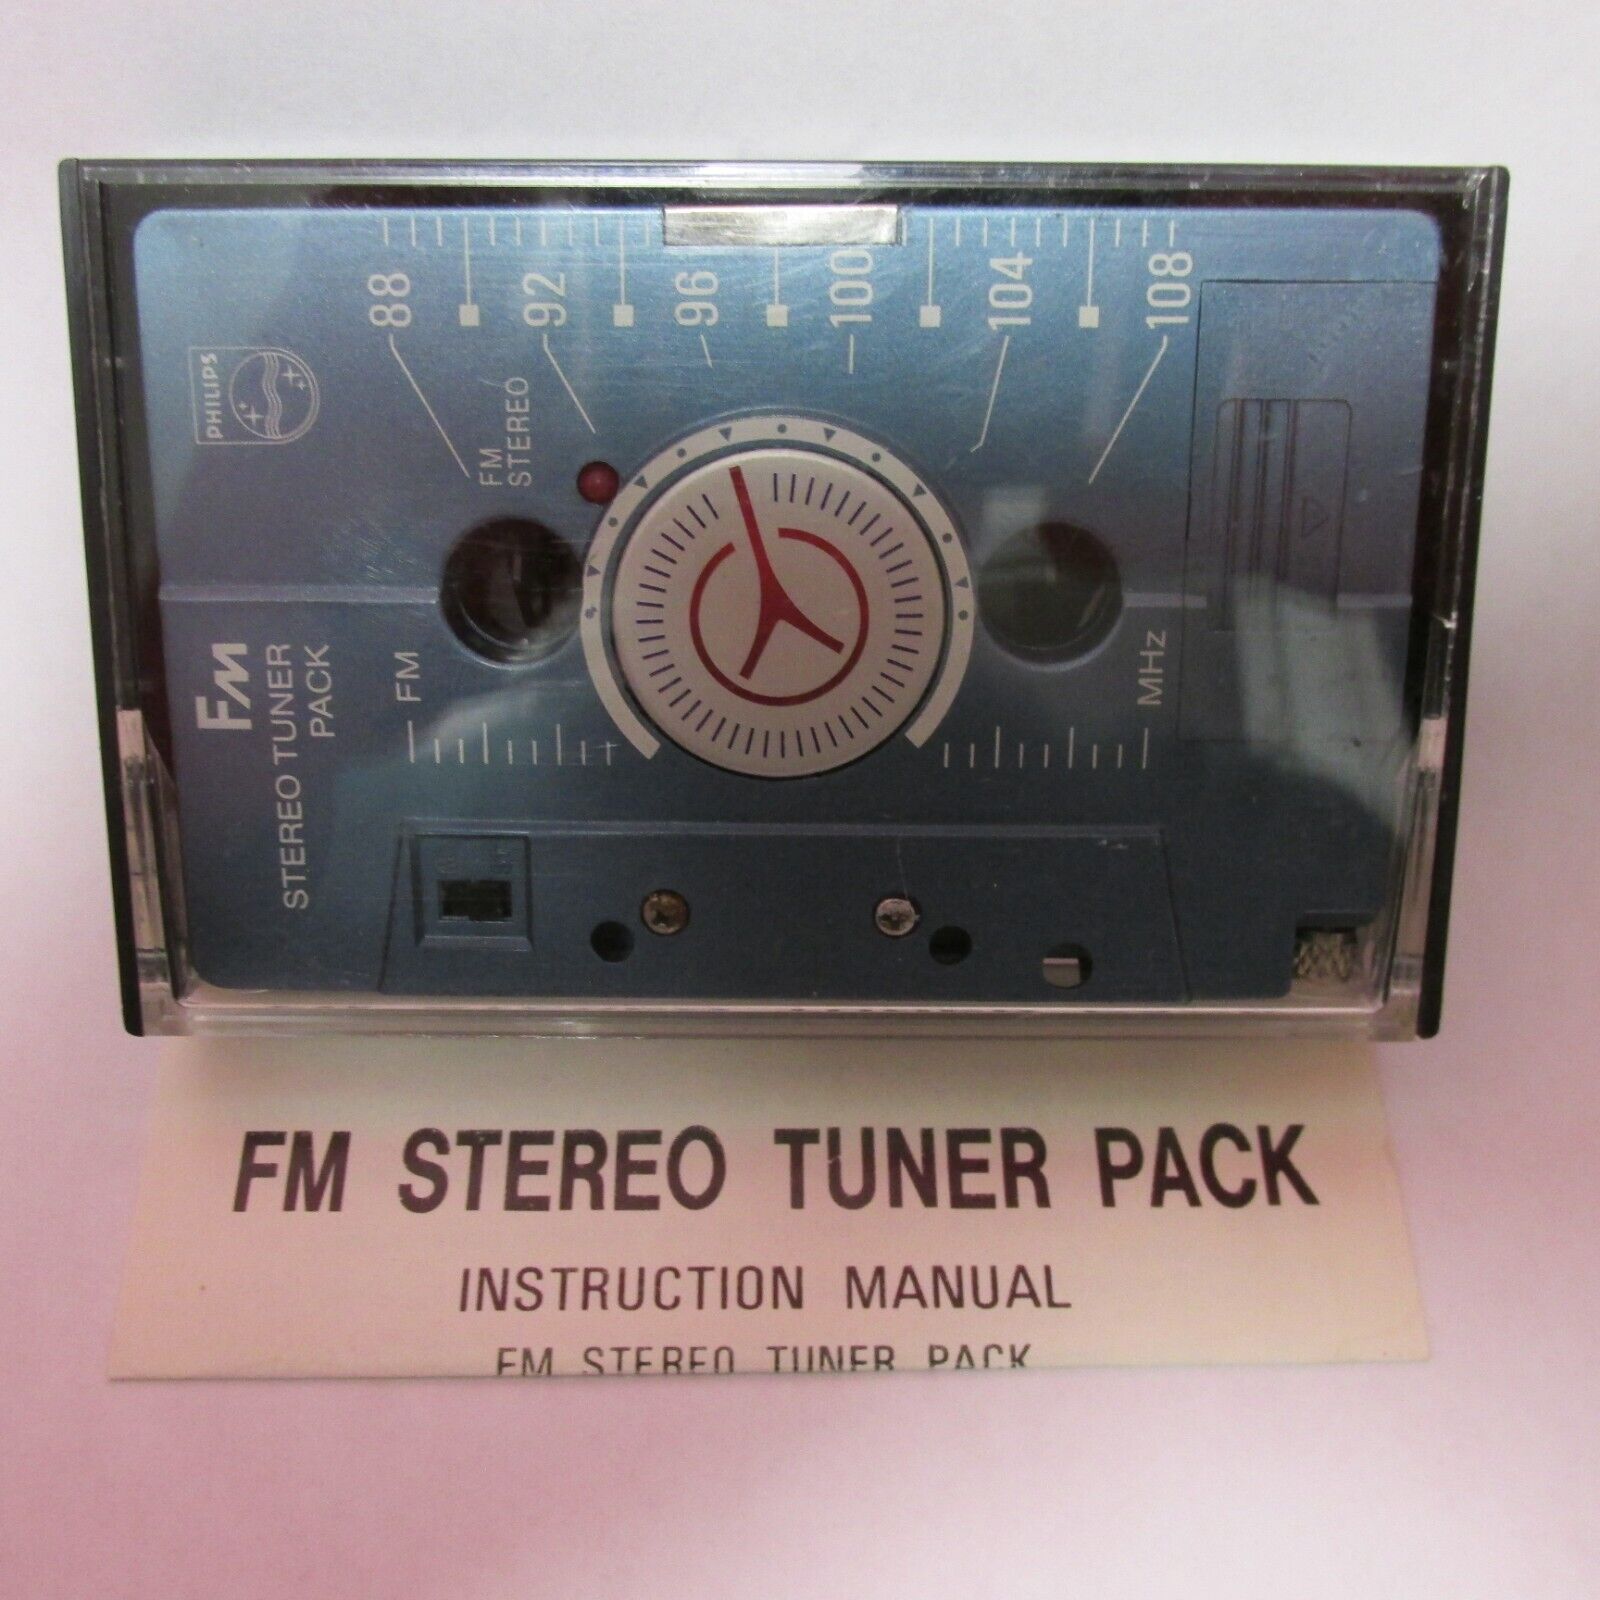 88 92 96 100 104 108
PHILIPS
FM
STEREO
FM
STEREO TUNER
PACK
FM
MHz
FM STEREO TUNER PACK
INSTRUCTION MANUAL
FM STEREO TUNER PACK